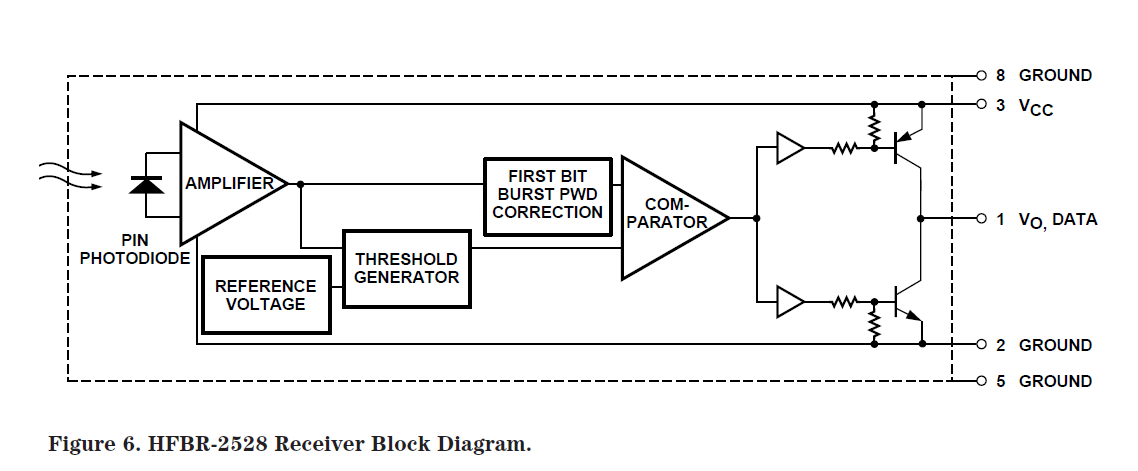 8 GROUND
3 VCC
AMPLIFIER
FIRST BIT
BURST PWD
CORRECTION
COM-
PARATOR
1 VO, DATA
PIN
PHOTODIODE
THRESHOLD
GENERATOR
REFERENCE
VOLTAGE
2 GROUND
5 GROUND
Figure 6. HFBR-2528 Receiver Block Diagram.